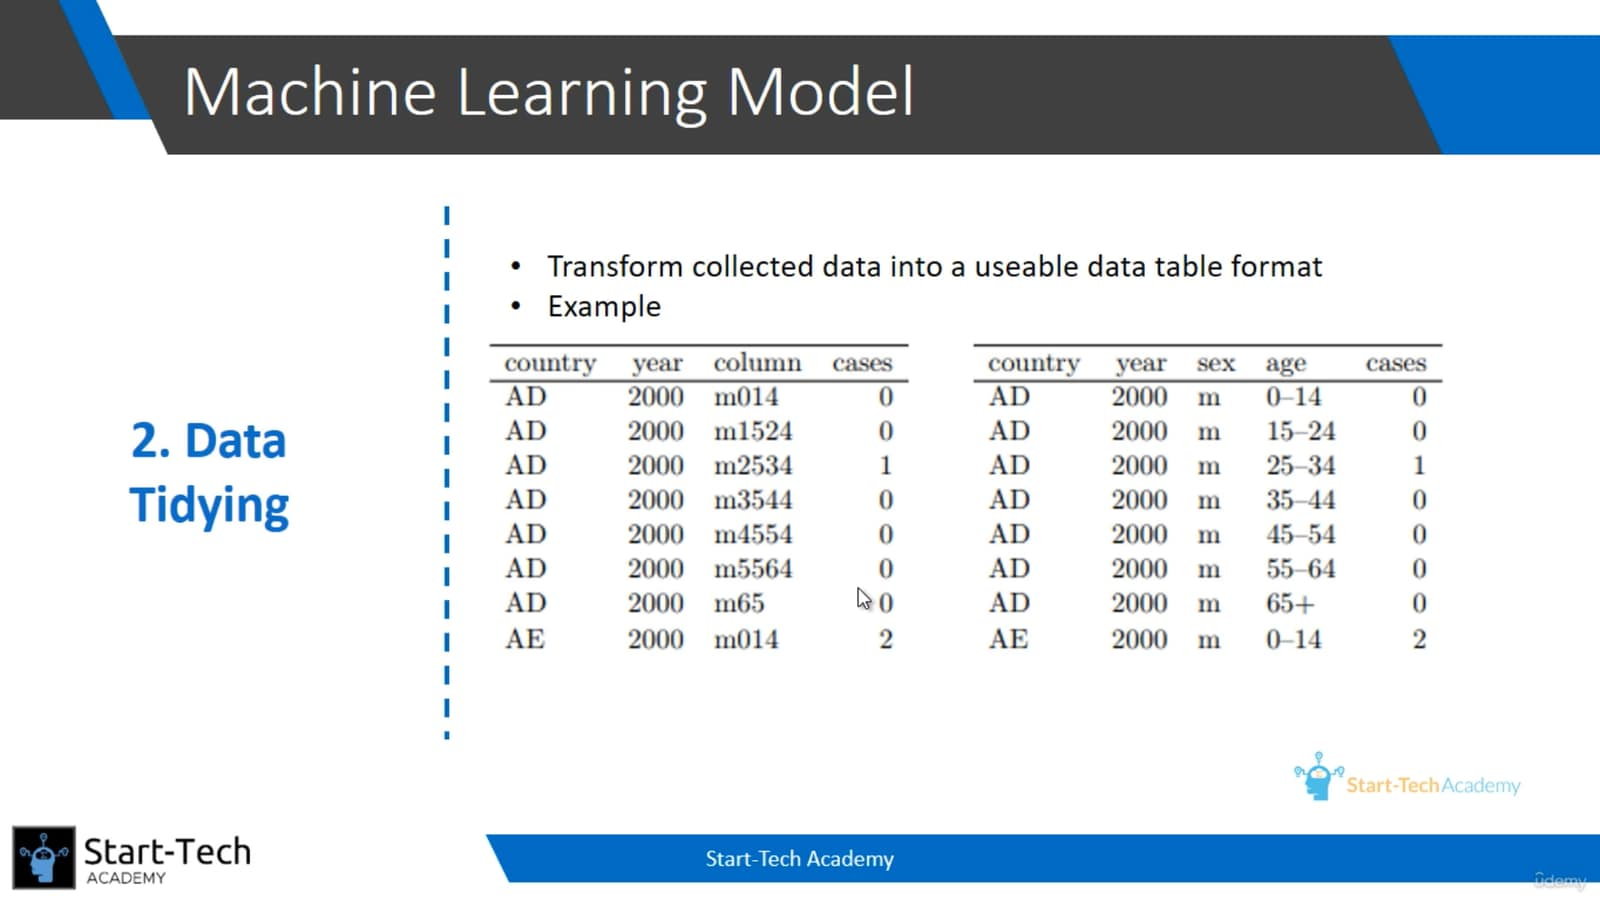 Machine Learning Model
2. Data
Tidying
• Transform collected data into a useable data table format
• Example
country year column cases
AD 2000 m014 0
AD 2000 m1524 0
AD 2000 m2534 1
AD 2000 m3544 0
AD 2000 m4554 0
AD 2000 m5564 0
AD 2000 m65 0
AE 2000 m014 2
country year sex age cases
AD 2000 m 0–14 0
AD 2000 m 15–24 0
AD 2000 m 25–34 1
AD 2000 m 35–44 0
AD 2000 m 45–54 0
AD 2000 m 55–64 0
AD 2000 m 65+ 0
AE 2000 m 0–14 2
Start-Tech Academy
Start-Tech
ACADEMY
Start-Tech Academy
udemy